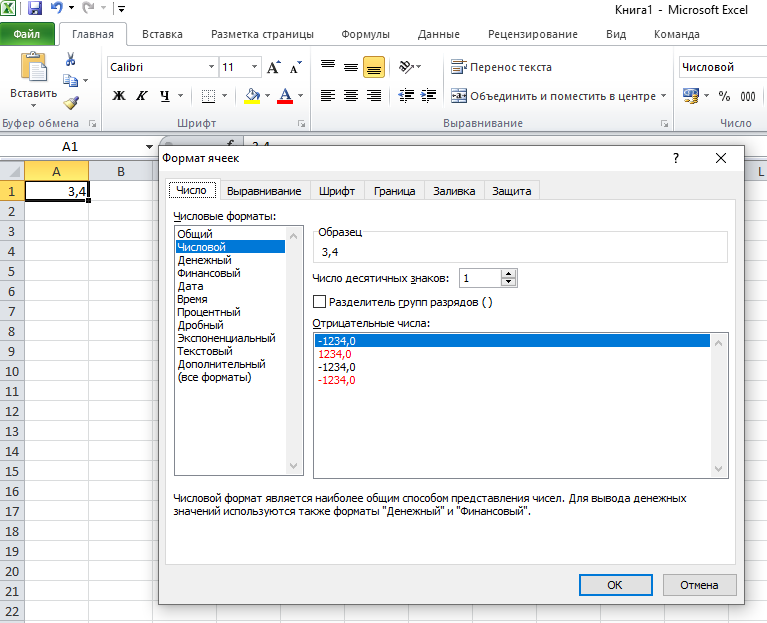 Книга1 - Microsoft Excel
Файл Главная Вставка Разметка страницы Формулы Данные Рецензирование Вид Команда
Calibri 11 Перенос текста Числовой
Вставить Ж К Ч А Объединить и поместить в центре % 000
Буфер обмена Шрифт Выравнивание Число
A1
Формат ячеек ?
A B L
Число Выравнивание Шрифт Граница Заливка Защита
1 3,4
2
3
4
5
6
7
8
9
10
11
12
13
14
15
16
17
18
19
20
21
22
Числовые форматы:
Общий
Числовой
Денежный
Финансовый
Дата
Время
Процентный
Дробный
Экспоненциальный
Текстовый
Дополнительный
(все форматы)
Образец
3,4
Число десятичных знаков: 1
Разделитель групп разрядов ( )
Отрицательные числа:
-1234,0
1234,0
-1234,0
-1234,0
Числовой формат является наиболее общим способом представления чисел. Для вывода денежных
значений используются также форматы "Денежный" и "Финансовый".
OK Отмена